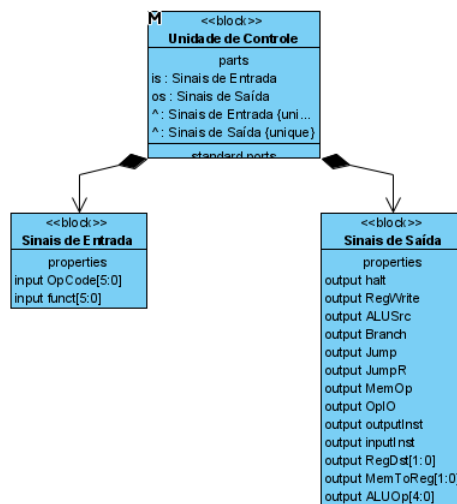 M
<<block>>
Unidade de Controle
parts
is : Sinais de Entrada
os : Sinais de Saída
^ : Sinais de Entrada {uni...
^ : Sinais de Saída {unique}
standard ports
<<block>>
Sinais de Entrada
properties
input OpCode[5:0]
input funct[5:0]
<<block>>
Sinais de Saída
properties
output halt
output RegWrite
output ALUSrc
output Branch
output Jump
output JumpR
output MemOp
output OpIO
output outputInst
output inputInst
output RegDst[1:0]
output MemToReg[1:0]
output ALUOp[4:0]